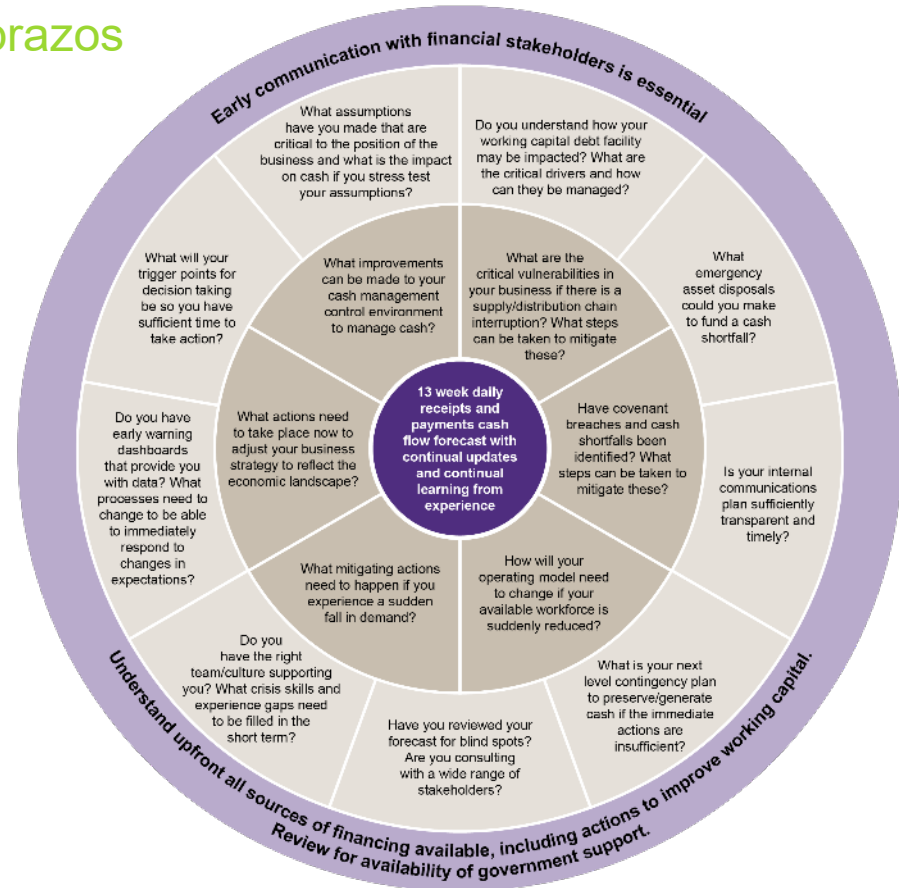 orazos
Early communication with financial stakeholders is essential
What assumptions
have you made that are
critical to the position of the
business and what is the impact
on cash if you stress test
your assumptions?
Do you understand how your
working capital debt facility
may be impacted? What are
the critical drivers and how
can they be managed?
What will your
trigger points for
decision taking
be so you have
sufficient time to
take action?
What improvements
can be made to your
cash management
control environment
to manage cash?
What are the
critical vulnerabilities in
your business if there is a
supply/distribution chain
interruption? What steps
can be taken to mitigate
these?
What
emergency
asset disposals
could you make
to fund a cash
shortfall?
Do you have
early warning
dashboards
that provide you
with data? What
processes need to
change to be able
to immediately
respond to
changes in
expectations?
What actions need
to take place now to
adjust your business
strategy to reflect the
economic landscape?
13 week daily
receipts and
payments cash
flow forecast with
continual updates
and continual
learning from
experience
Have covenant
breaches and cash
shortfalls been
identified? What
steps can be taken to
mitigate these?
Is your internal
communications
plan sufficiently
transparent and
timely?
What mitigating actions
need to happen if you
experience a sudden
fall in demand?
How will your
operating model need
to change if your
available workforce is
suddenly reduced?
Do you
have the right
team/culture supporting
you? What crisis skills and
experience gaps need
to be filled in the
short term?
Have you reviewed your
forecast for blind spots?
Are you consulting
with a wide range of
stakeholders?
What is your next
level contingency plan
to preserve/generate
cash if the immediate
actions are
insufficient?
Understand upfront all sources of financing available, including actions to improve working capital.
Review for availability of government support.